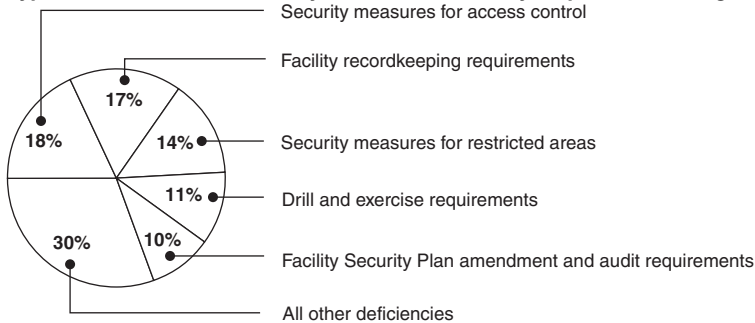 Security measures for access control
Facility recordkeeping requirements
17%
18%
14%
Security measures for restricted areas
11%
Drill and exercise requirements
10%
30%
Facility Security Plan amendment and audit requirements
All other deficiencies